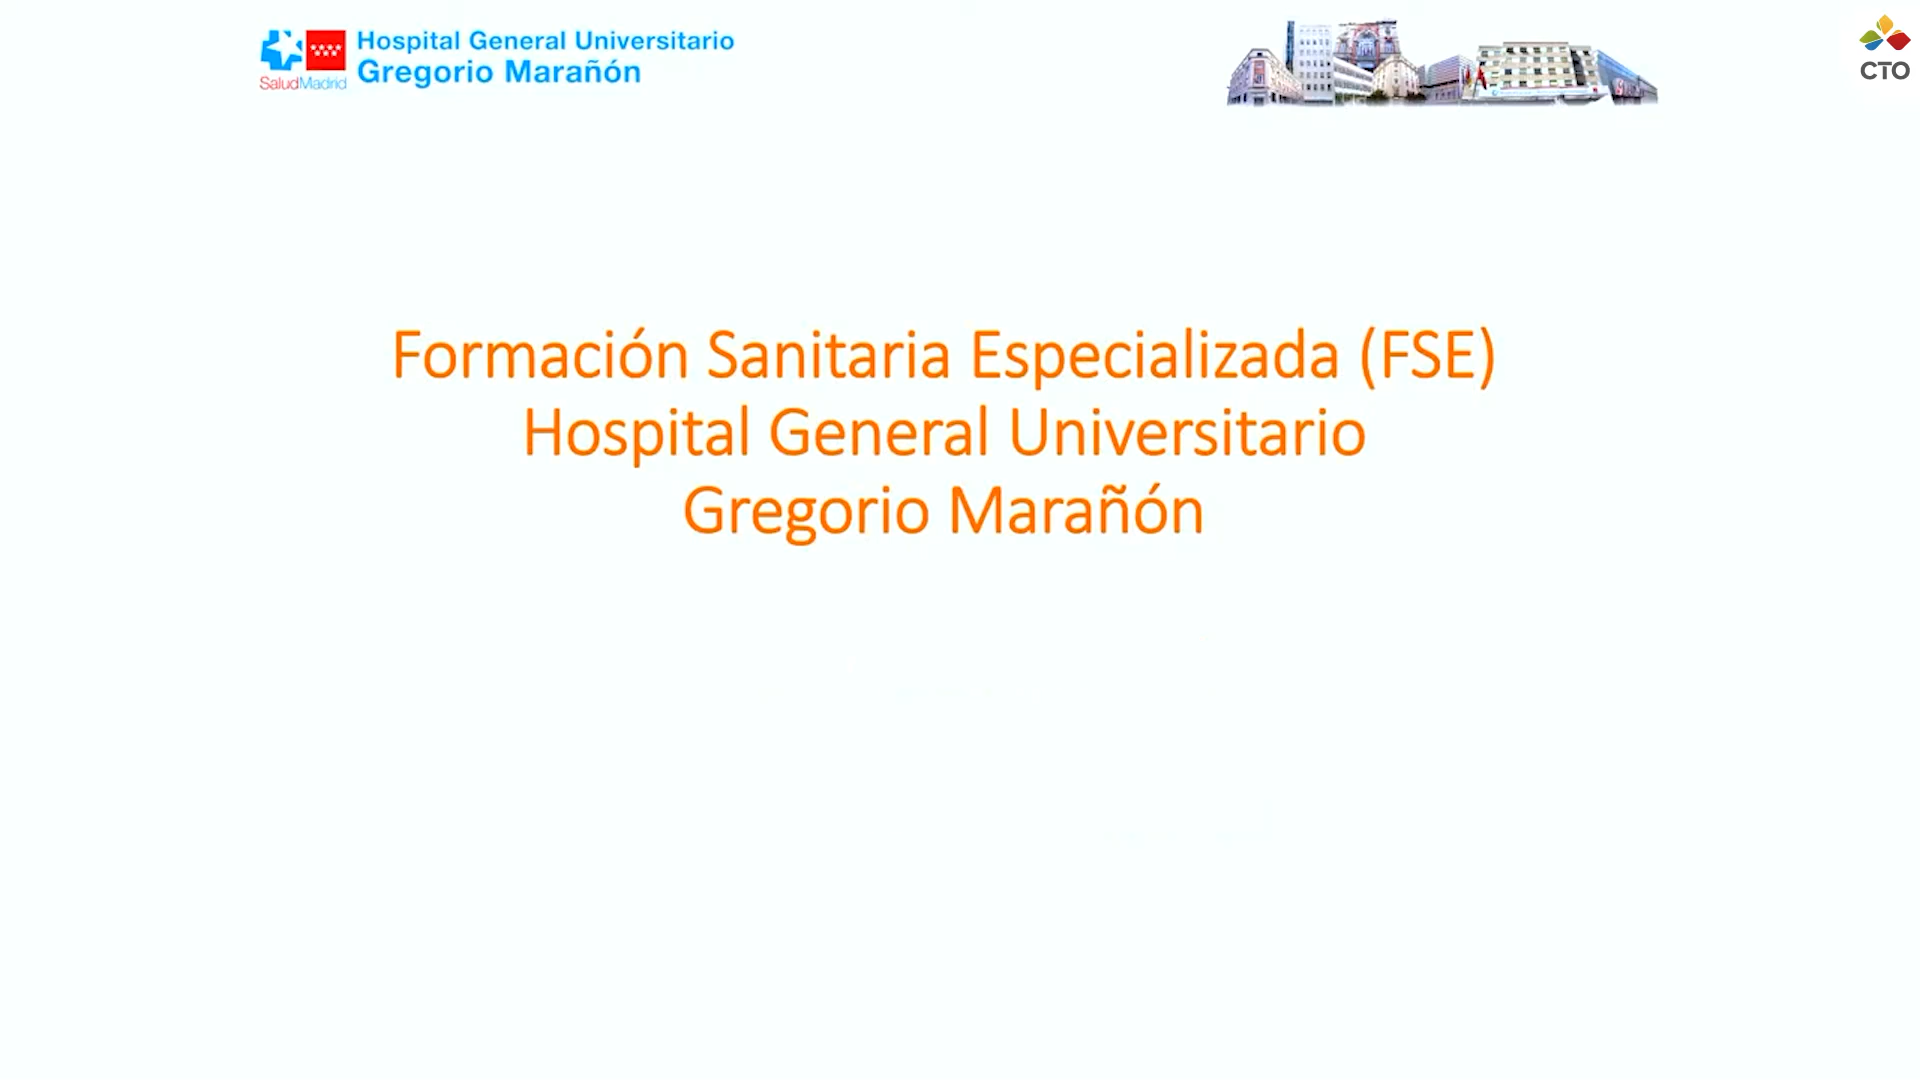 Hospital General Universitario
Gregorio Marañón
SaludMadrid
CTO
Formación Sanitaria Especializada (FSE)
Hospital General Universitario
Gregorio Marañón